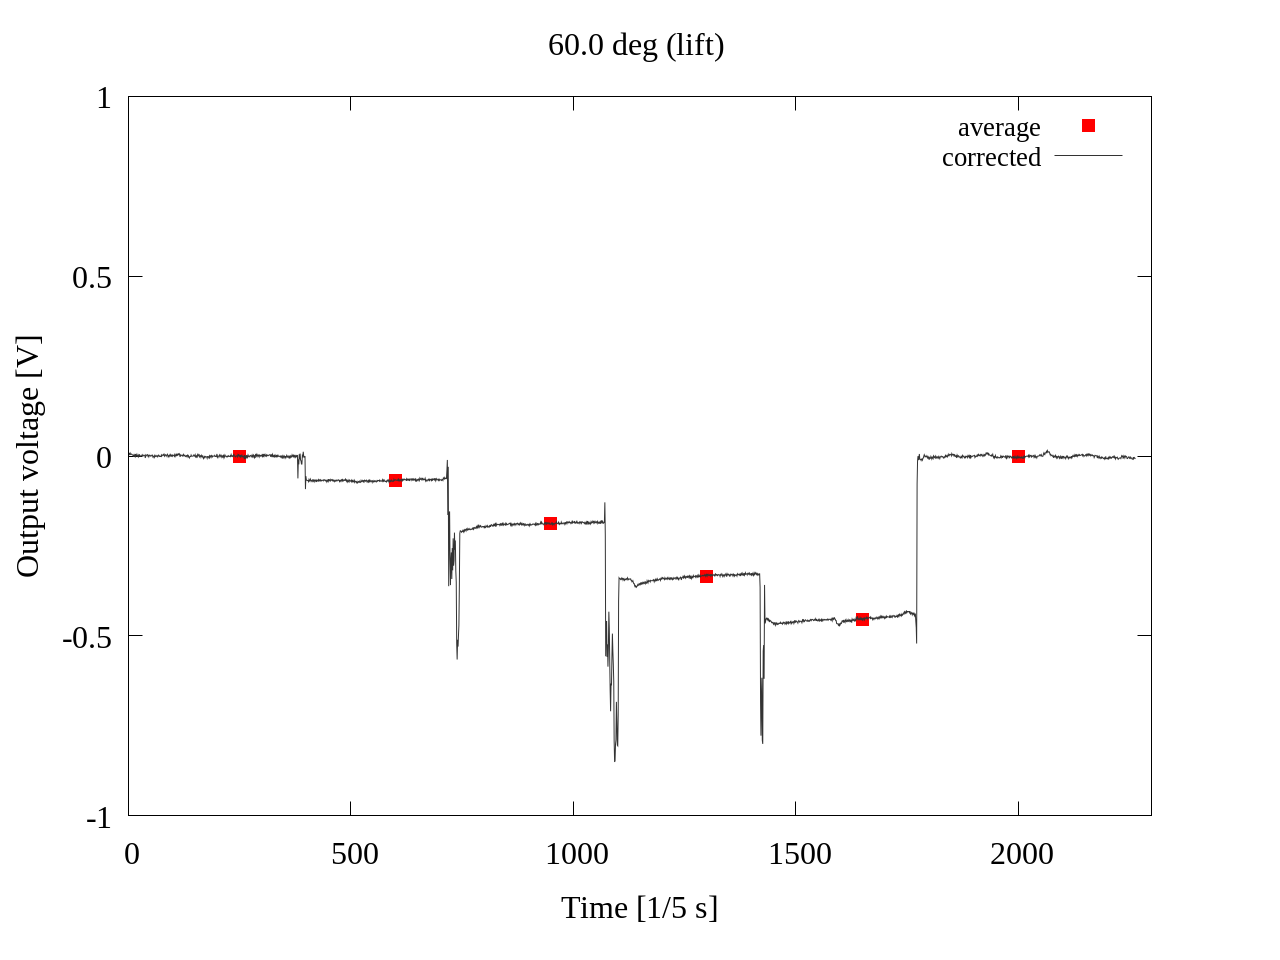 60.0 deg (lift)
average
corrected
1
0.5
0
-0.5
-1
Output voltage [V]
0 500 1000 1500 2000
Time [1/5 s]